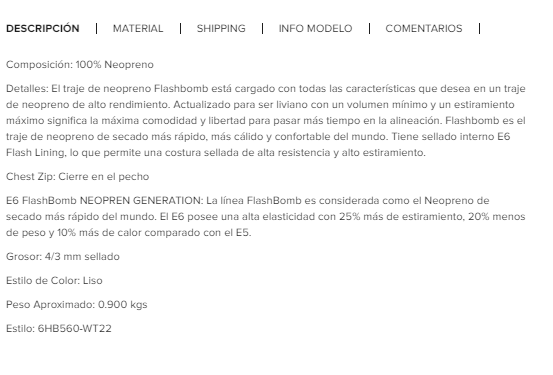 DESCRIPCIÓN | MATERIAL | SHIPPING | INFO MODELO | COMENTARIOS |
Composición: 100% Neopreno
Detalles: El traje de neopreno Flashbomb está cargado con todas las características que desea en un traje
de neopreno de alto rendimiento. Actualizado para ser liviano con un volumen mínimo y un estiramiento
máximo significa la máxima comodidad y libertad para pasar más tiempo en la alineación. Flashbomb es el
traje de neopreno de secado más rápido, más cálido y confortable del mundo. Tiene sellado interno E6
Flash Lining, lo que permite una costura sellada de alta resistencia y alto estiramiento.
Chest Zip: Cierre en el pecho
E6 FlashBomb NEOPREN GENERATION: La línea FlashBomb es considerada como el Neopreno de
secado más rápido del mundo. El E6 posee una alta elasticidad con 25% más de estiramiento, 20% menos
de peso y 10% más de calor comparado con el E5.
Grosor: 4/3 mm sellado
Estilo de Color: Liso
Peso Aproximado: 0.900 kgs
Estilo: 6HB560-WT22